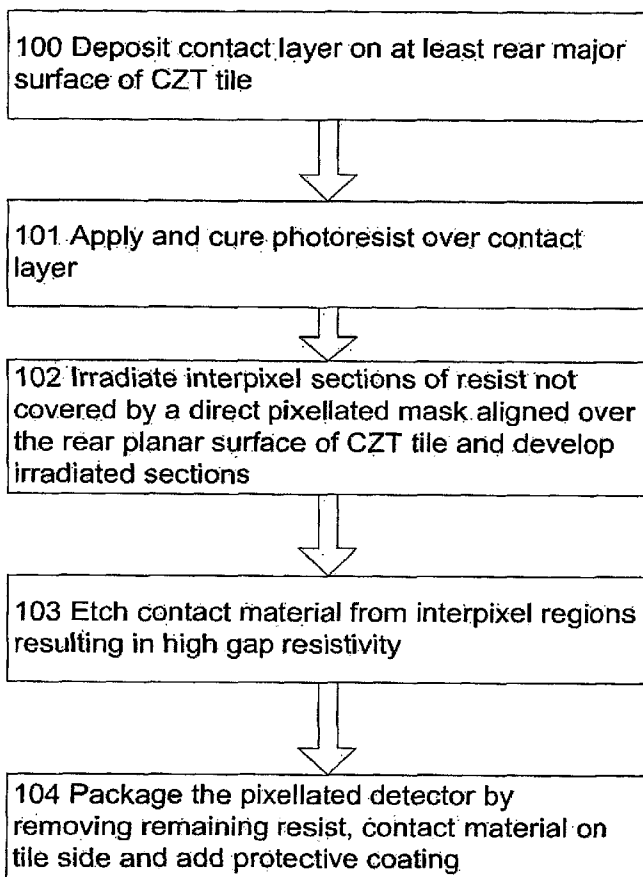 100 Deposit contact layer on at least rear major
surface of CZT tile
101 Apply and cure photoresist over contact
layer
102 Irradiate interpixel sections of resist not
covered by a direct pixellated mask aligned over
the rear planar surface of CZT tile and develop
irradiated sections
103 Etch contact material from interpixel regions
resulting in high gap resistivity
104 Package the pixellated detector by
removing remaining resist, contact material on
tile side and add protective coating